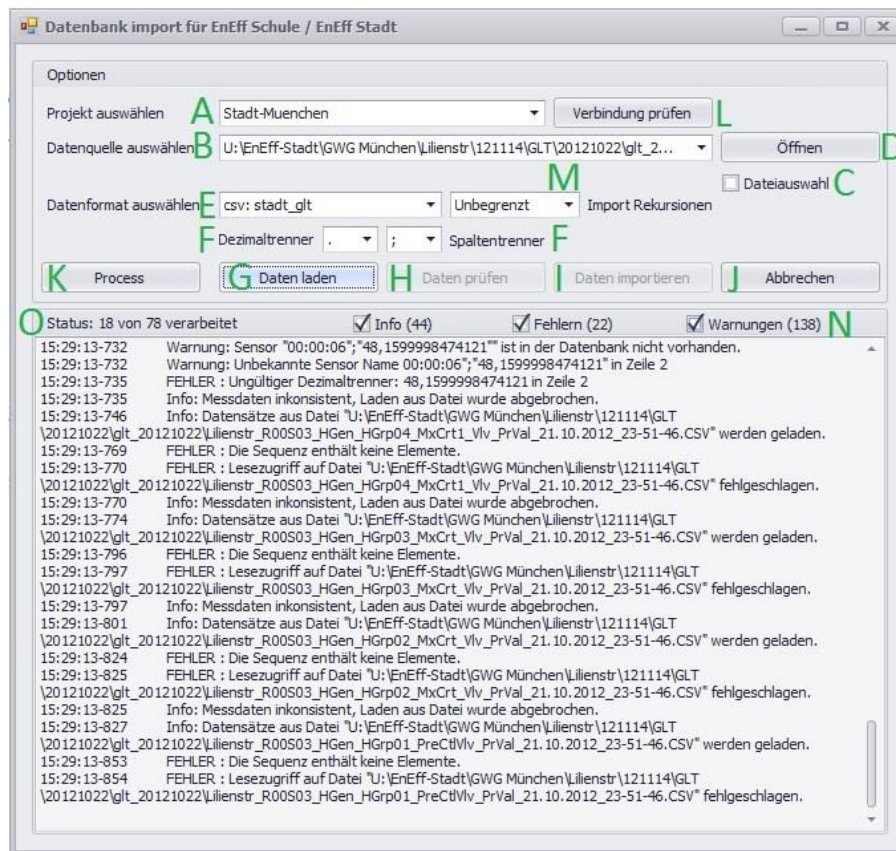 Datenbank import für EnEff Schule / EnEff Stadt
Optionen
Projekt auswählen A Stadt-Muenchen Verbindung prüfen L
Datenquelle auswählen B U:\EnEff-Stadt\GWG München\Lilienstr\121114\GLT\20121022\glt_2... Öffnen D
M Dateiauswahl C
Datenformat auswählen E csv: stadt_glt Unbegrenzt Import Rekursionen
F Dezimaltrenner . ; Spaltentrenner F
K Process G Daten laden H Daten prüfen I Daten importieren J Abbrechen
O Status: 18 von 78 verarbeitet Info (44) Fehlern (22) Warnungen (138) N
15:29:13-732 Warnung: Sensor "00:00:06";"48,1599998474121"" ist in der Datenbank nicht vorhanden.
15:29:13-732 Warnung: Unbekannte Sensor Name 00:00:06";"48,1599998474121" in Zeile 2
15:29:13-735 FEHLER : Ungültiger Dezimaltrenner: 48,1599998474121 in Zeile 2
15:29:13-735 Info: Messdaten inkonsistent, Laden aus Datei wurde abgebrochen.
15:29:13-746 Info: Datensätze aus Datei "U:\EnEff-Stadt\GWG München\Lilienstr\121114\GLT
\20121022\glt_20121022\Lilienstr_R00S03_HGen_HGrp04_MxCrt1_Vlv_PrVal_21.10.2012_23-51-46.CSV" werden geladen.
15:29:13-769 FEHLER : Die Sequenz enthält keine Elemente.
15:29:13-770 FEHLER : Lesezugriff auf Datei "U:\EnEff-Stadt\GWG München\Lilienstr\121114\GLT
\20121022\glt_20121022\Lilienstr_R00S03_HGen_HGrp04_MxCrt1_Vlv_PrVal_21.10.2012_23-51-46.CSV" fehlgeschlagen.
15:29:13-770 Info: Messdaten inkonsistent, Laden aus Datei wurde abgebrochen.
15:29:13-774 Info: Datensätze aus Datei "U:\EnEff-Stadt\GWG München\Lilienstr\121114\GLT
\20121022\glt_20121022\Lilienstr_R00S03_HGen_HGrp03_MxCrt_Vlv_PrVal_21.10.2012_23-51-46.CSV" werden geladen.
15:29:13-796 FEHLER : Die Sequenz enthält keine Elemente.
15:29:13-797 FEHLER : Lesezugriff auf Datei "U:\EnEff-Stadt\GWG München\Lilienstr\121114\GLT
\20121022\glt_20121022\Lilienstr_R00S03_HGen_HGrp03_MxCrt_Vlv_PrVal_21.10.2012_23-51-46.CSV" fehlgeschlagen.
15:29:13-797 Info: Messdaten inkonsistent, Laden aus Datei wurde abgebrochen.
15:29:13-801 Info: Datensätze aus Datei "U:\EnEff-Stadt\GWG München\Lilienstr\121114\GLT
\20121022\glt_20121022\Lilienstr_R00S03_HGen_HGrp02_MxCrt_Vlv_PrVal_21.10.2012_23-51-46.CSV" werden geladen.
15:29:13-824 FEHLER : Die Sequenz enthält keine Elemente.
15:29:13-825 FEHLER : Lesezugriff auf Datei "U:\EnEff-Stadt\GWG München\Lilienstr\121114\GLT
\20121022\glt_20121022\Lilienstr_R00S03_HGen_HGrp02_MxCrt_Vlv_PrVal_21.10.2012_23-51-46.CSV" fehlgeschlagen.
15:29:13-825 Info: Messdaten inkonsistent, Laden aus Datei wurde abgebrochen.
15:29:13-827 Info: Datensätze aus Datei "U:\EnEff-Stadt\GWG München\Lilienstr\121114\GLT
\20121022\glt_20121022\Lilienstr_R00S03_HGen_HGrp01_PreCtlVlv_PrVal_21.10.2012_23-51-46.CSV" werden geladen.
15:29:13-853 FEHLER : Die Sequenz enthält keine Elemente.
15:29:13-854 FEHLER : Lesezugriff auf Datei "U:\EnEff-Stadt\GWG München\Lilienstr\121114\GLT
\20121022\glt_20121022\Lilienstr_R00S03_HGen_HGrp01_PreCtlVlv_PrVal_21.10.2012_23-51-46.CSV" fehlgeschlagen.